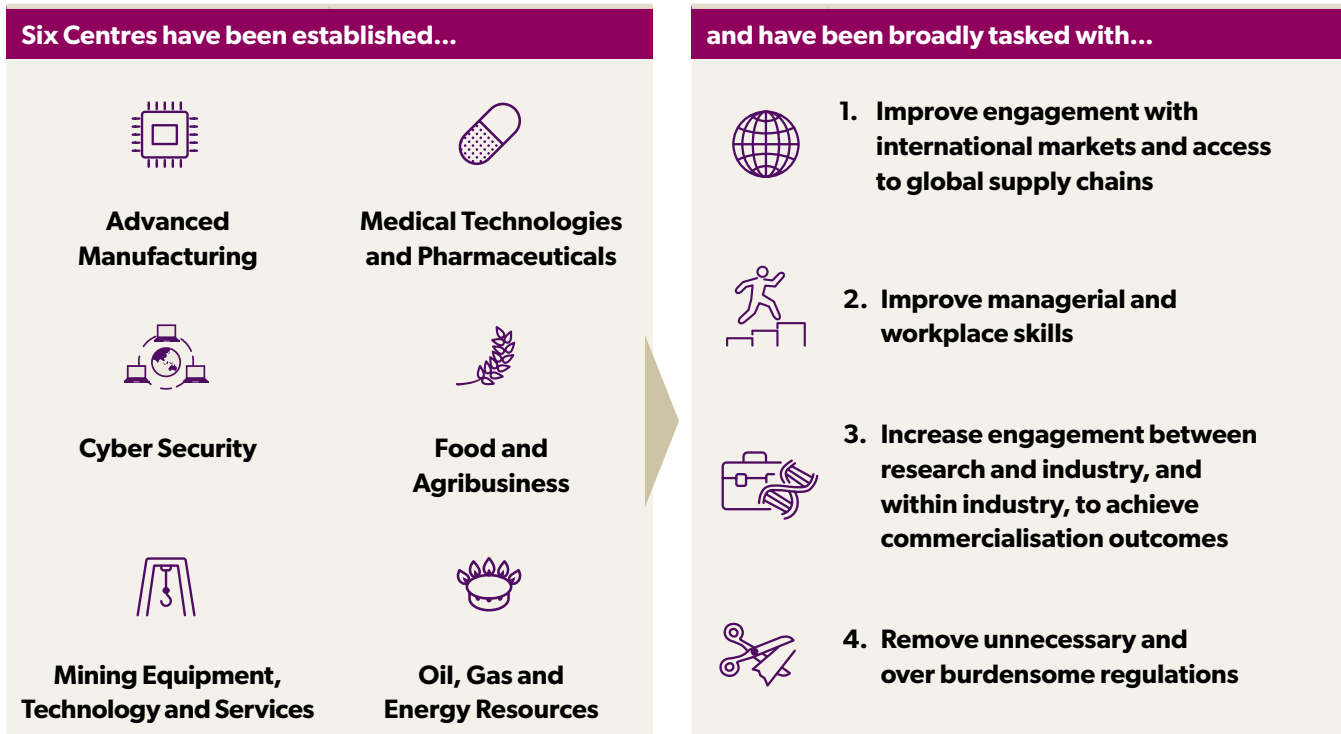 Six Centres have been established...
Advanced
Manufacturing
Medical Technologies
and Pharmaceuticals
Cyber Security
Food and
Agribusiness
Mining Equipment,
Technology and Services
Oil, Gas and
Energy Resources
and have been broadly tasked with...
1. Improve engagement with
international markets and access
to global supply chains
2. Improve managerial and
workplace skills
3. Increase engagement between
research and industry, and
within industry, to achieve
commercialisation outcomes
4. Remove unnecessary and
over burdensome regulations